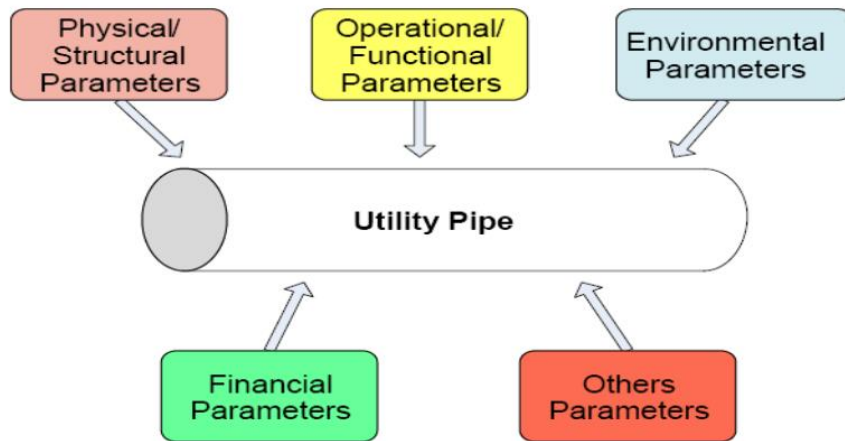 Physical/
Structural
Parameters
Operational/
Functional
Parameters
Environmental
Parameters
Utility Pipe
Financial
Parameters
Others
Parameters